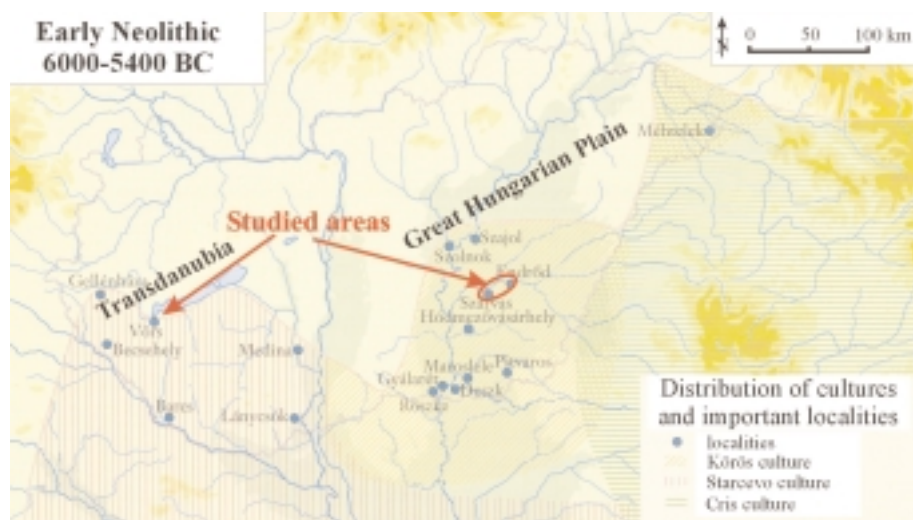 Early Neolithic
6000-5400 BC
0 50 100 km
N
Méhtelek
Great Hungarian Plain
Studied areas
Transdanubia
Szajol
Szolnok
Endrőd
Szarvas
Hódmezővásárhely
Vörs
Becsehely
Medina
Maroslele
Pitvaros
Gyálarét
Deszk
Röszke
Barcs
Lánycsók
Distribution of cultures
and important localities
localities
Körös culture
Starcevo culture
Cris culture